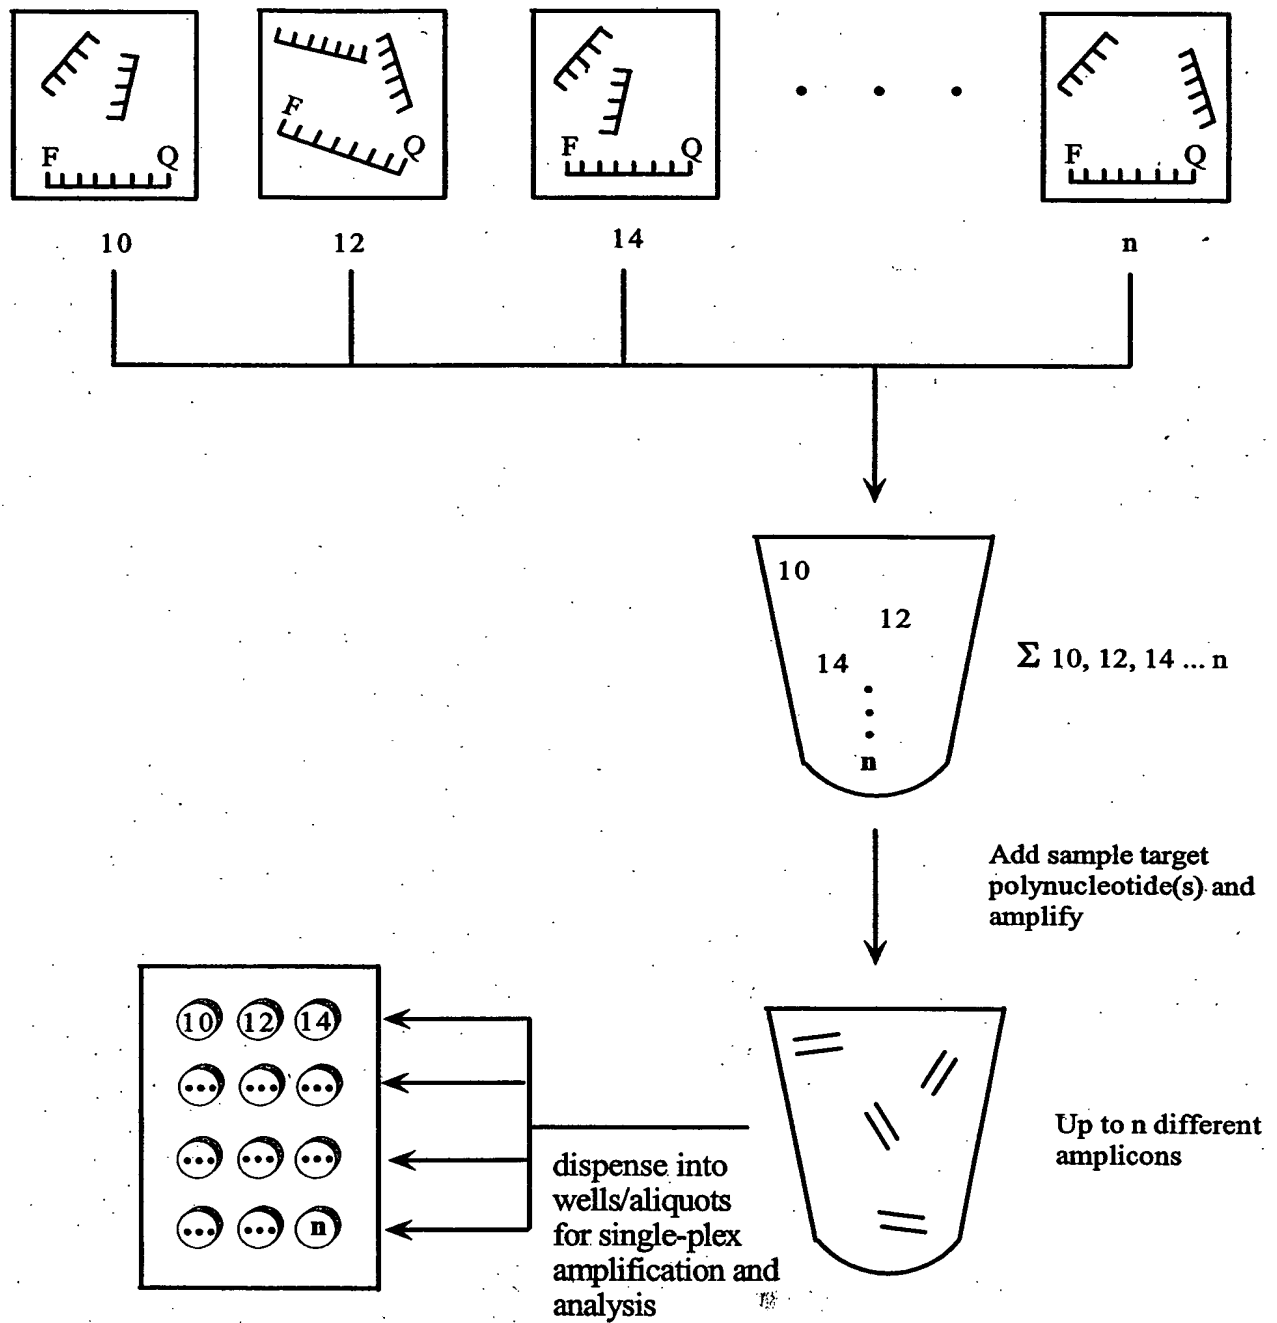 F Q
F Q
F Q
F Q
10 12 14 n
10
12
14
n
Σ 10, 12, 14 ... n
Add sample target
polynucleotide(s) and
amplify
10 12 14
... ... ...
... ... ...
... ... n
dispense into
wells/aliquots
for single-plex
amplification and
analysis
Up to n different
amplicons